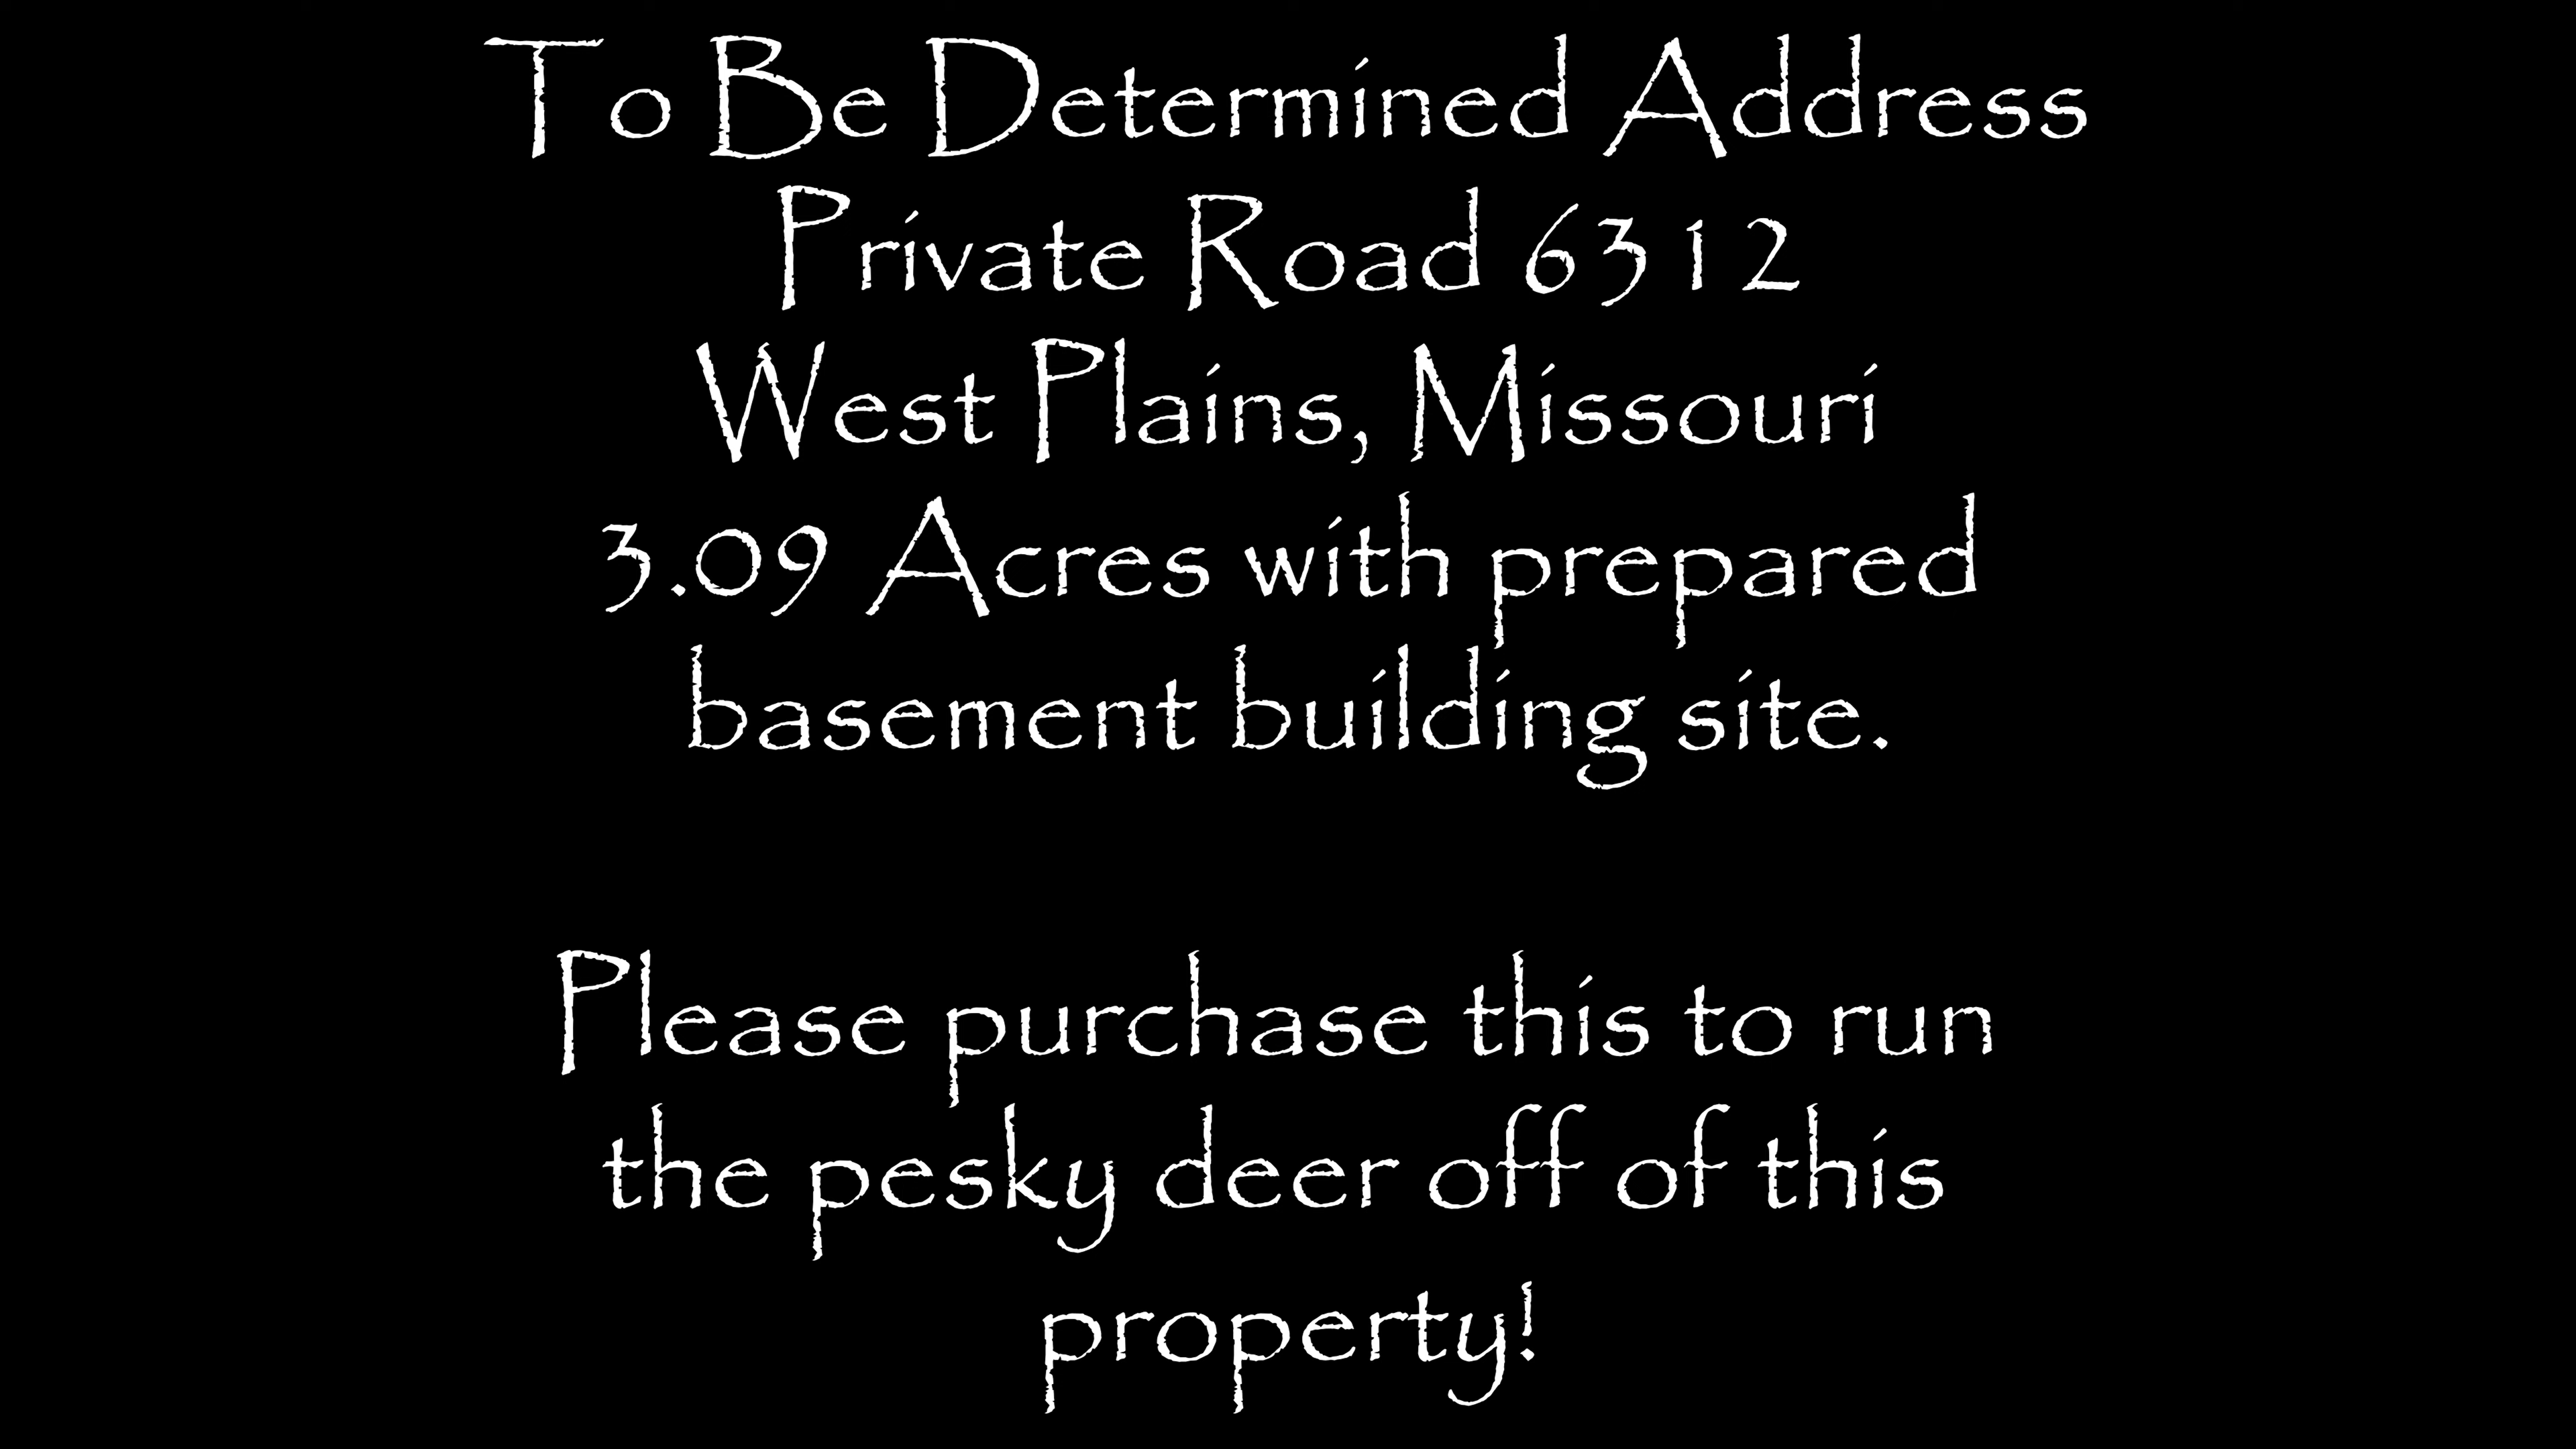 To Be Determined Address
Private Road 6312
West Plains, Missouri
3.09 Acres with prepared
basement building site.
Please purchase this to run
the pesky deer off of this
property!